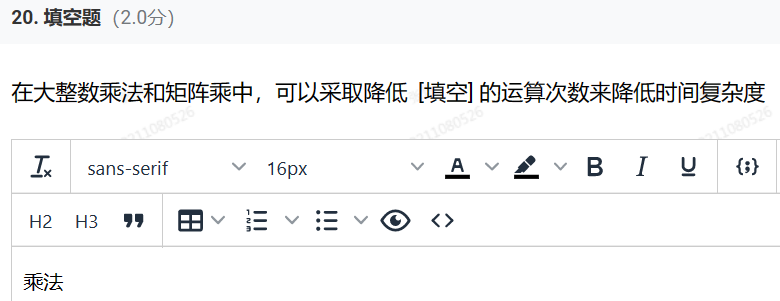 20. 填空题（2.0分）
在大整数乘法和矩阵乘中，可以采取降低 [填空] 的运算次数来降低时间复杂度
sans-serif 16px A B I U {;}
H2 H3
乘法